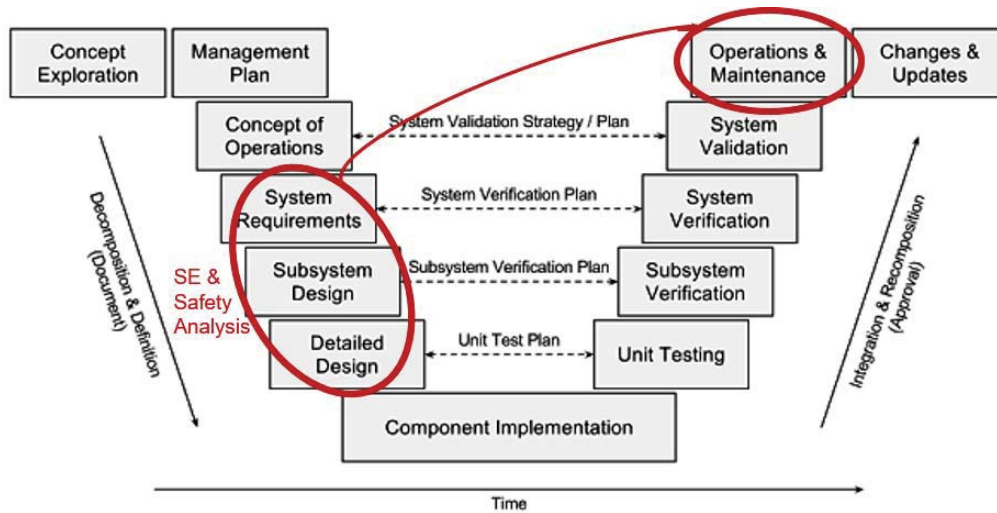 Concept
Exploration
Management
Plan
Operations &
Maintenance
Changes &
Updates
Concept of
Operations
System Validation Strategy / Plan
System
Validation
System
Requirements
System Verification Plan
System
Verification
Decomposition & Definition
(Document)
SE &
Safety
Analysis
Subsystem
Design
Subsystem Verification Plan
Subsystem
Verification
Integration & Recomposition
(Approval)
Detailed
Design
Unit Test Plan
Unit Testing
Component Implementation
Time